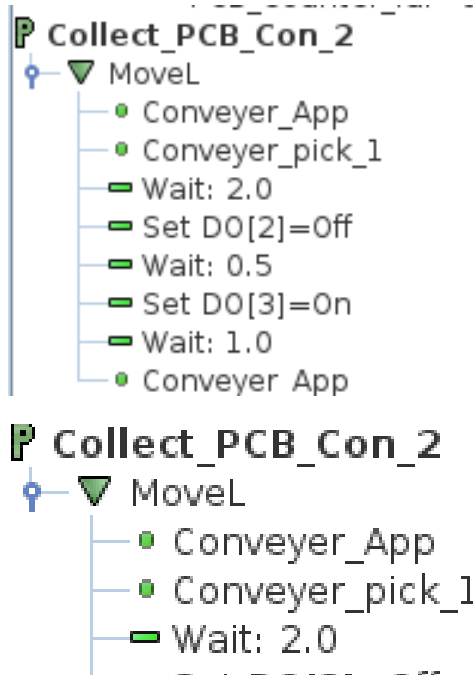 Collect_PCB_Con_2
MoveL
Conveyer_App
Conveyer_pick_1
Wait: 2.0
Set DO[2]=Off
Wait: 0.5
Set DO[3]=On
Wait: 1.0
Conveyer_App
Collect_PCB_Con_2
MoveL
Conveyer_App
Conveyer_pick_1
Wait: 2.0